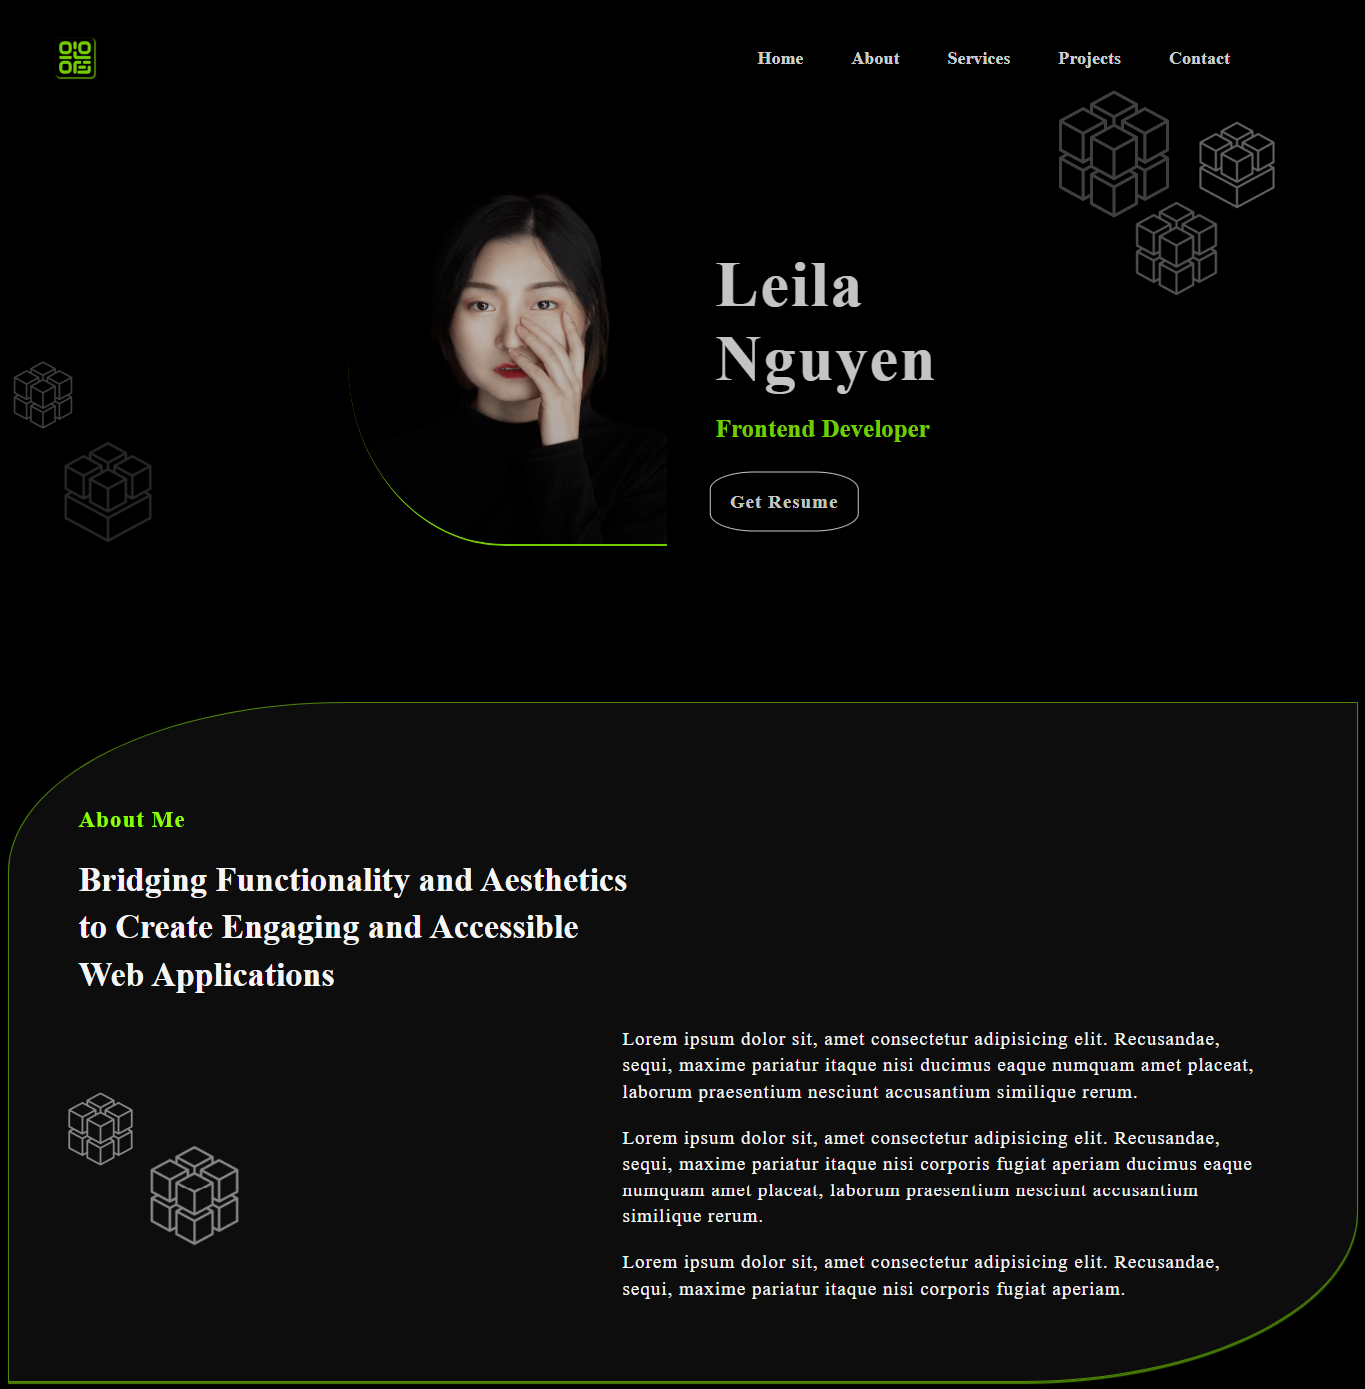 Home About Services Projects Contact
Leila
Nguyen
Frontend Developer
Get Resume
About Me
Bridging Functionality and Aesthetics
to Create Engaging and Accessible
Web Applications
Lorem ipsum dolor sit, amet consectetur adipisicing elit. Recusandae,
sequi, maxime pariatur itaque nisi ducimus eaque numquam amet placeat,
laborum praesentium nesciunt accusantium similique rerum.
Lorem ipsum dolor sit, amet consectetur adipisicing elit. Recusandae,
sequi, maxime pariatur itaque nisi corporis fugiat aperiam ducimus eaque
numquam amet placeat, laborum praesentium nesciunt accusantium
similique rerum.
Lorem ipsum dolor sit, amet consectetur adipisicing elit. Recusandae,
sequi, maxime pariatur itaque nisi corporis fugiat aperiam.